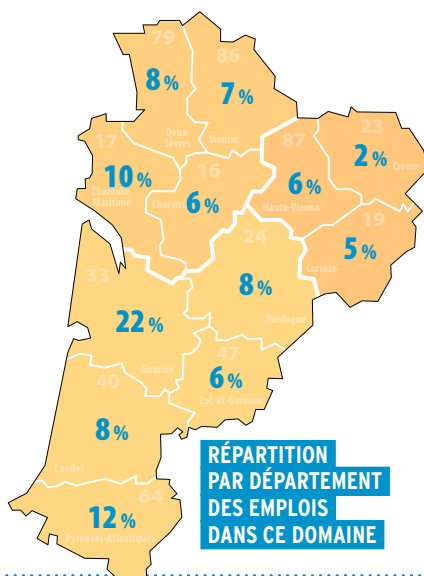 79
8 %
Deux-
Sèvres
86
7 %
Vienne
17
10 %
Charente-
Maritime
16
6 %
Charente
87
6 %
Haute-Vienne
23
2 %
Creuse
19
5 %
Corrèze
24
8 %
Dordogne
33
22 %
Gironde
47
6 %
Lot-et-Garonne
40
8 %
Landes
64
12 %
Pyrénées-Atlantiques
RÉPARTITION
PAR DÉPARTEMENT
DES EMPLOIS
DANS CE DOMAINE